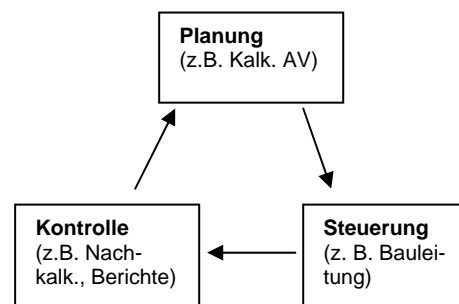 Planung
(z.B. Kalk. AV)
Kontrolle
(z.B. Nach-
kalk., Berichte)
Steuerung
(z. B. Baulei-
tung)